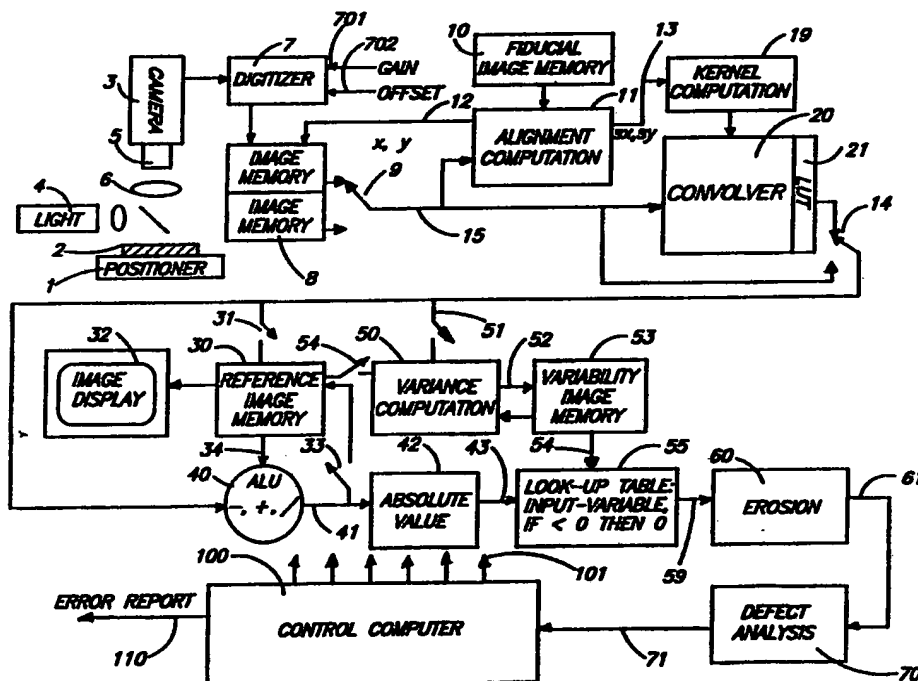 701
7
702
10
13
19
CAMERA
3
DIGITIZER
GAIN
OFFSET
FIDUCIAL
IMAGE MEMORY
KERNEL
COMPUTATION
5
12
11
20
21
x, y
ALIGNMENT
COMPUTATION
sx,sy
6
IMAGE
MEMORY
9
CONVOLVER
LUT
14
4
LIGHT
IMAGE
MEMORY
2
15
1
POSITIONER
8
31
51
32
30
54
50
52
53
IMAGE
DISPLAY
REFERENCE
IMAGE
MEMORY
VARIANCE
COMPUTATION
VARIABILITY
IMAGE
MEMORY
34
33
42
43
54
55
60
61
40
ALU
-, +, /
ABSOLUTE
VALUE
LOOK-UP TABLE-
INPUT-VARIABLE,
IF < 0 THEN 0
EROSION
41
59
100
101
ERROR REPORT
CONTROL COMPUTER
DEFECT
ANALYSIS
110
71
70